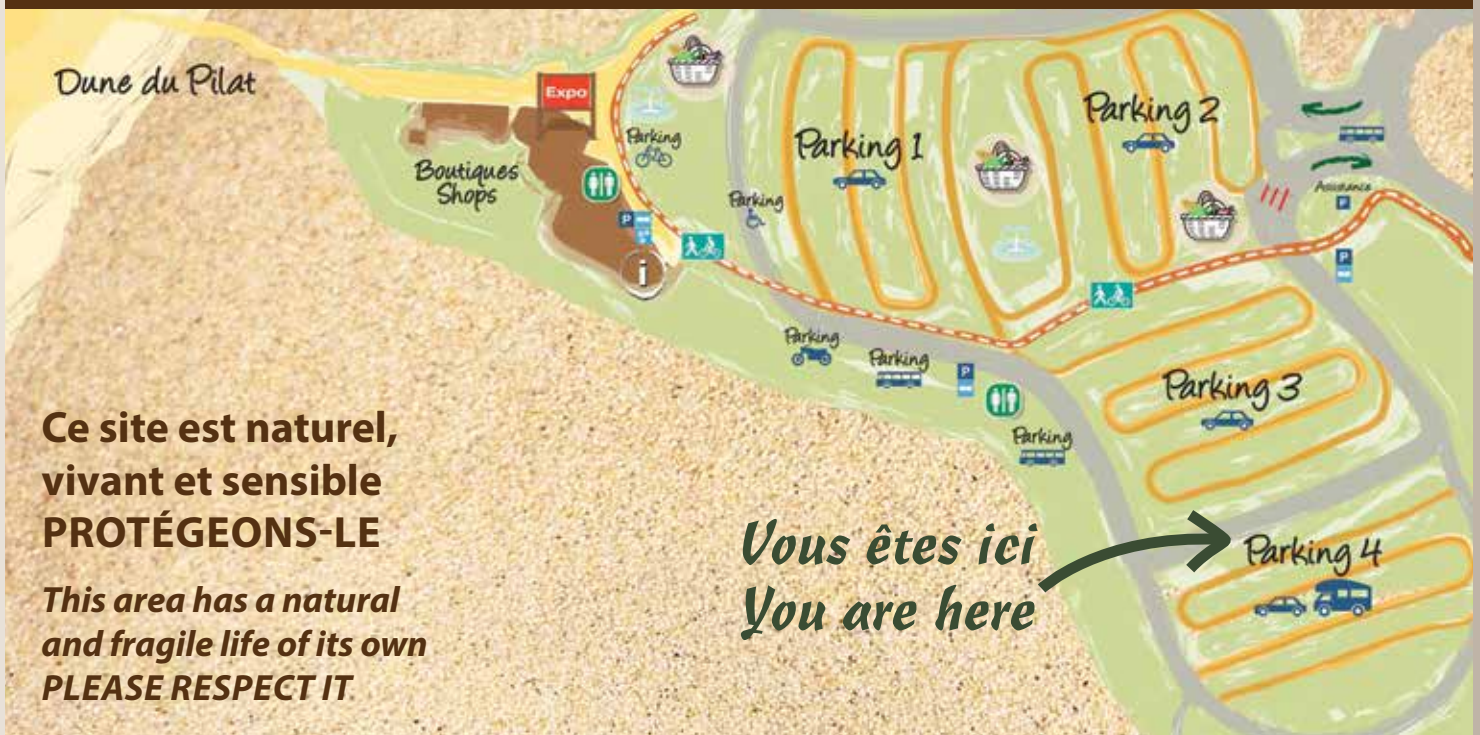 Dune du Pilat
Expo
Boutiques
Shops
Parking
P
i
Parking
Parking 1
Parking 2
Assistance
P
P
Parking
Parking
P
Parking
Parking 3
Parking 4
Vous êtes ici
You are here
Ce site est naturel,
vivant et sensible
PROTÉGEONS-LE
This area has a natural
and fragile life of its own
PLEASE RESPECT IT